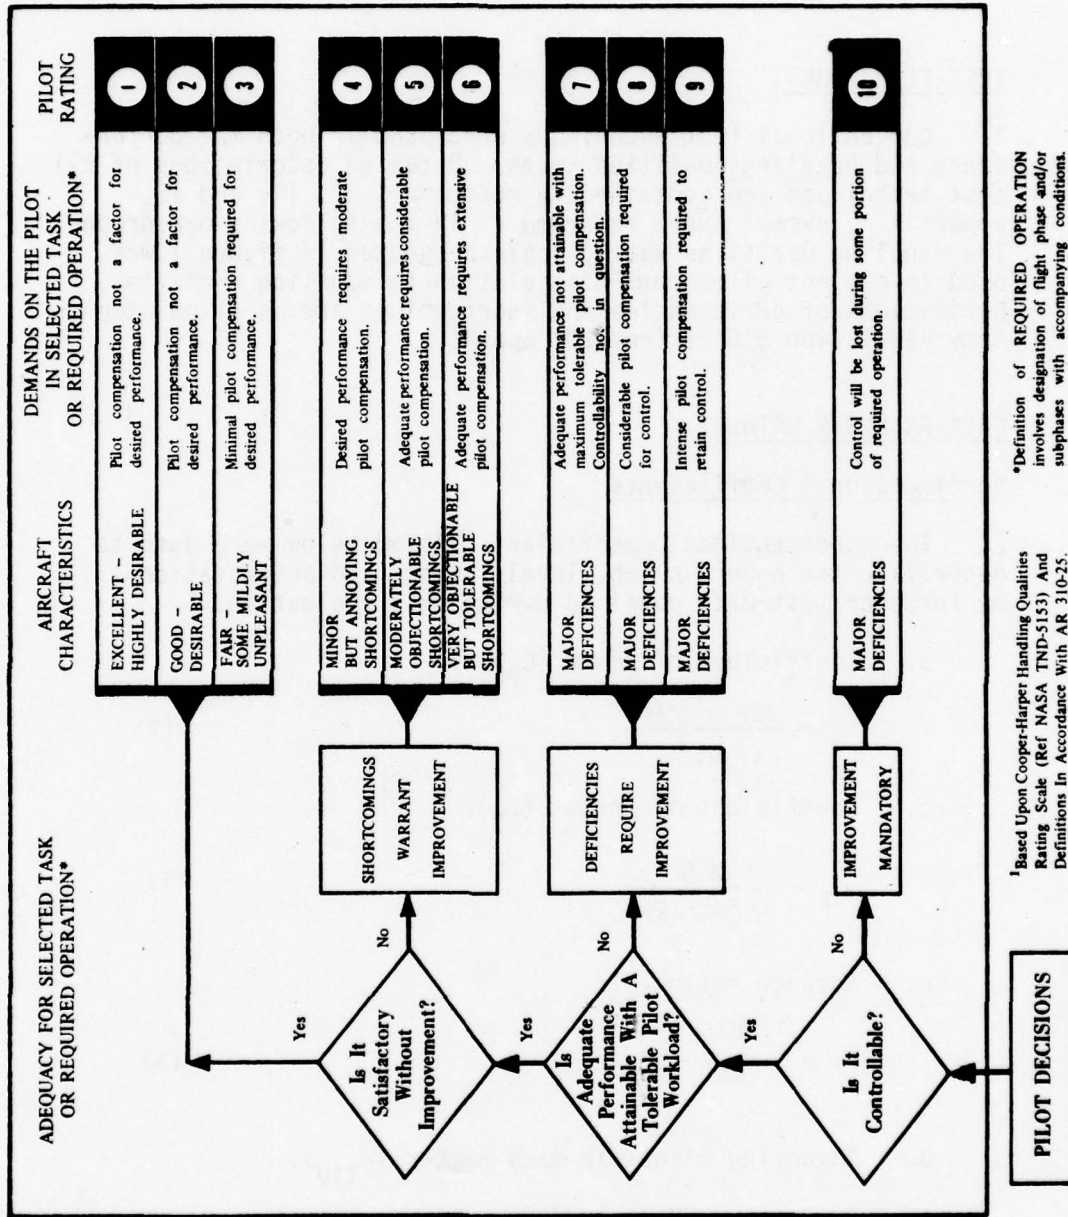 ADEQUACY FOR SELECTED TASK
OR REQUIRED OPERATION*
AIRCRAFT
CHARACTERISTICS
DEMANDS ON THE PILOT
IN SELECTED TASK
OR REQUIRED OPERATION*
PILOT
RATING
EXCELLENT –
HIGHLY DESIRABLE
Pilot compensation not a factor for
desired performance.
1
GOOD –
DESIRABLE
Pilot compensation not a factor for
desired performance.
2
FAIR –
SOME MILDLY
UNPLEASANT
Minimal pilot compensation required for
desired performance.
3
Yes
Is It
Satisfactory
Without
Improvement?
No
SHORTCOMINGS
WARRANT
IMPROVEMENT
MINOR
BUT ANNOYING
SHORTCOMINGS
Desired performance requires moderate
pilot compensation.
4
MODERATELY
OBJECTIONABLE
SHORTCOMINGS
Adequate performance requires considerable
pilot compensation.
5
VERY OBJECTIONABLE
BUT TOLERABLE
SHORTCOMINGS
Adequate performance requires extensive
pilot compensation.
6
Yes
Is
Adequate
Performance
Attainable With A
Tolerable Pilot
Workload?
No
DEFICIENCIES
REQUIRE
IMPROVEMENT
MAJOR
DEFICIENCIES
Adequate performance not attainable with
maximum tolerable pilot compensation.
Controllability not in question.
7
MAJOR
DEFICIENCIES
Considerable pilot compensation required
for control.
8
MAJOR
DEFICIENCIES
Intense pilot compensation required to
retain control.
9
Yes
Is It
Controllable?
No
IMPROVEMENT
MANDATORY
MAJOR
DEFICIENCIES
Control will be lost during some portion
of required operation.
10
PILOT DECISIONS
1Based Upon Cooper-Harper Handling Qualities
Rating Scale (Ref NASA TND-5153) And
Definitions In Accordance With AR 310-25.
*Definition of REQUIRED OPERATION
involves designation of flight phase and/or
subphases with accompanying conditions.